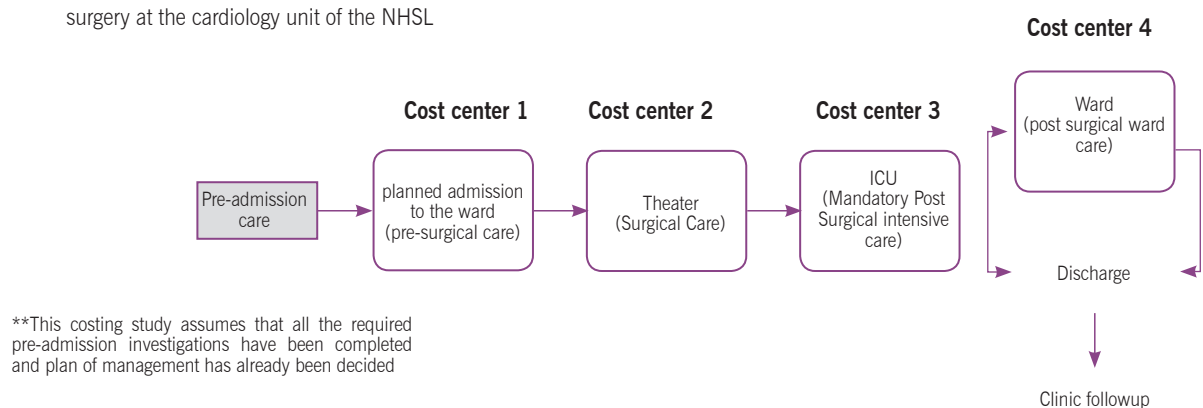 surgery at the cardiology unit of the NHSL
Cost center 1
Cost center 2
Cost center 3
Cost center 4
Pre-admission
care
planned admission
to the ward
(pre-surgical care)
Theater
(Surgical Care)
ICU
(Mandatory Post
Surgical intensive
care)
Ward
(post surgical ward
care)
Discharge
Clinic followup
**This costing study assumes that all the required
pre-admission investigations have been completed
and plan of management has already been decided